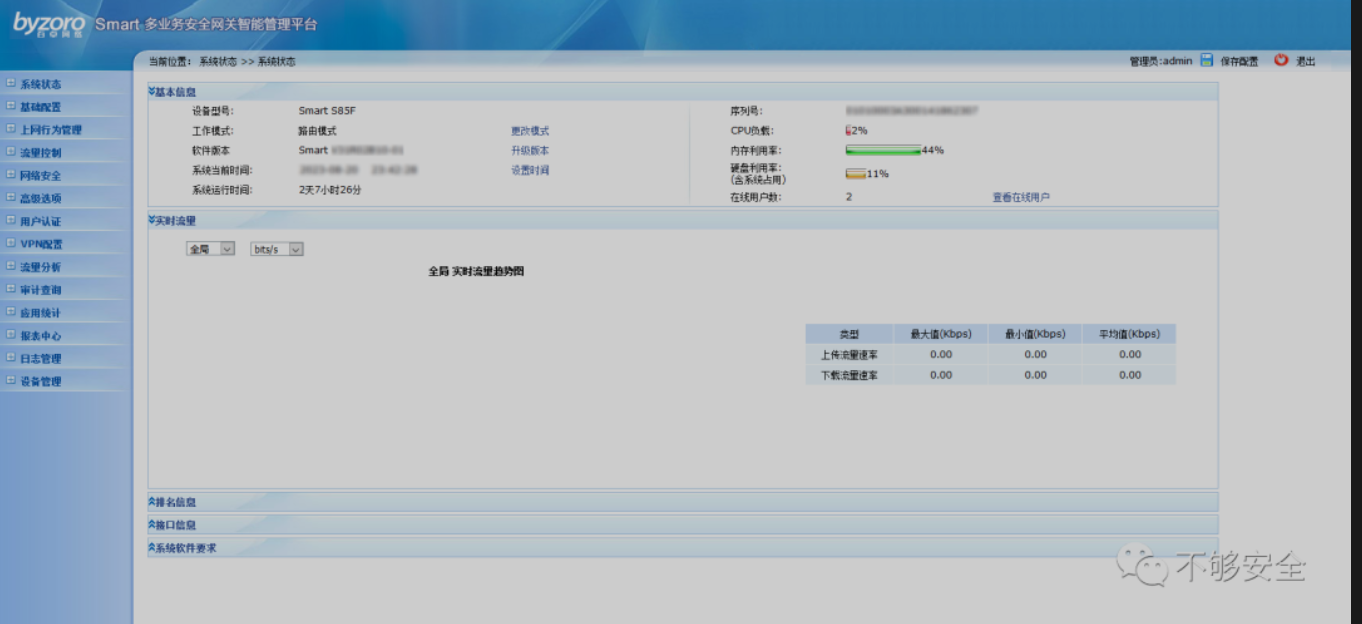 byzoro Smart 多业务安全网关智能管理平台
百卓网络
当前位置: 系统状态 >> 系统状态 管理员:admin 保存配置 退出
系统状态
基础配置
上网行为管理
流量控制
网络安全
高级选项
用户认证
VPN配置
流量分析
审计查询
应用统计
报表中心
日志管理
设备管理
基本信息
设备型号: Smart S85F
工作模式: 路由模式 更改模式
软件版本 Smart 升级版本
系统当前时间: 设置时间
系统运行时间: 2天7小时26分
序列号:
CPU负载: 2%
内存利用率: 44%
硬盘利用率: 11%
(含系统占用)
在线用户数: 2 查看在线用户
实时流量
全局 bits/s
全局 实时流量趋势图
类型 最大值(Kbps) 最小值(Kbps) 平均值(Kbps)
上传流量速率 0.00 0.00 0.00
下载流量速率 0.00 0.00 0.00
排名信息
接口信息
系统软件要求
不够安全